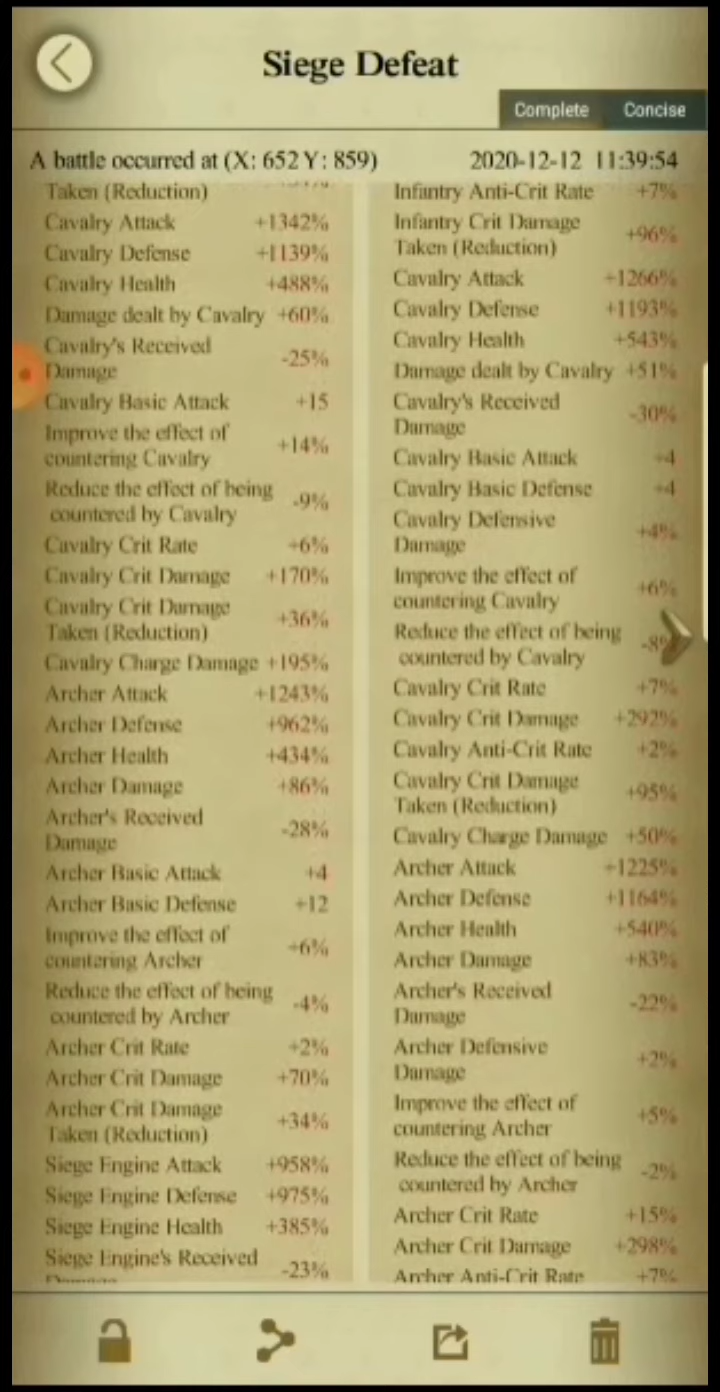 Siege Defeat
Complete
Concise
A battle occurred at (X: 652 Y: 859)
2020-12-12 11:39:54
Taken (Reduction)
Cavalry Attack +1342%
Cavalry Defense +1139%
Cavalry Health +488%
Damage dealt by Cavalry +60%
Cavalry's Received
Damage -25%
Cavalry Basic Attack +15
Improve the effect of
countering Cavalry +14%
Reduce the effect of being
countered by Cavalry -9%
Cavalry Crit Rate +6%
Cavalry Crit Damage +170%
Cavalry Crit Damage
Taken (Reduction) +36%
Cavalry Charge Damage +195%
Archer Attack +1243%
Archer Defense +962%
Archer Health +434%
Archer Damage +86%
Archer's Received
Damage -28%
Archer Basic Attack +4
Archer Basic Defense +12
Improve the effect of
countering Archer +6%
Reduce the effect of being
countered by Archer -4%
Archer Crit Rate +2%
Archer Crit Damage +70%
Archer Crit Damage
Taken (Reduction) +34%
Siege Engine Attack +958%
Siege Engine Defense +975%
Siege Engine Health +385%
Siege Engine's Received
-23%
Infantry Anti-Crit Rate +7%
Infantry Crit Damage
Taken (Reduction) +96%
Cavalry Attack +1266%
Cavalry Defense +1193%
Cavalry Health +543%
Damage dealt by Cavalry +51%
Cavalry's Received
Damage -30%
Cavalry Basic Attack +4
Cavalry Basic Defense +4
Cavalry Defensive
Damage +4%
Improve the effect of
countering Cavalry +6%
Reduce the effect of being
countered by Cavalry
Cavalry Crit Rate +7%
Cavalry Crit Damage +292%
Cavalry Anti-Crit Rate +2%
Cavalry Crit Damage
Taken (Reduction) +95%
Cavalry Charge Damage +50%
Archer Attack +1225%
Archer Defense +1164%
Archer Health +540%
Archer Damage +83%
Archer's Received
Damage -22%
Archer Defensive
Damage +2%
Improve the effect of
countering Archer +5%
Reduce the effect of being
countered by Archer -2%
Archer Crit Rate +15%
Archer Crit Damage +298%
Archer Anti-Crit Rate +7%